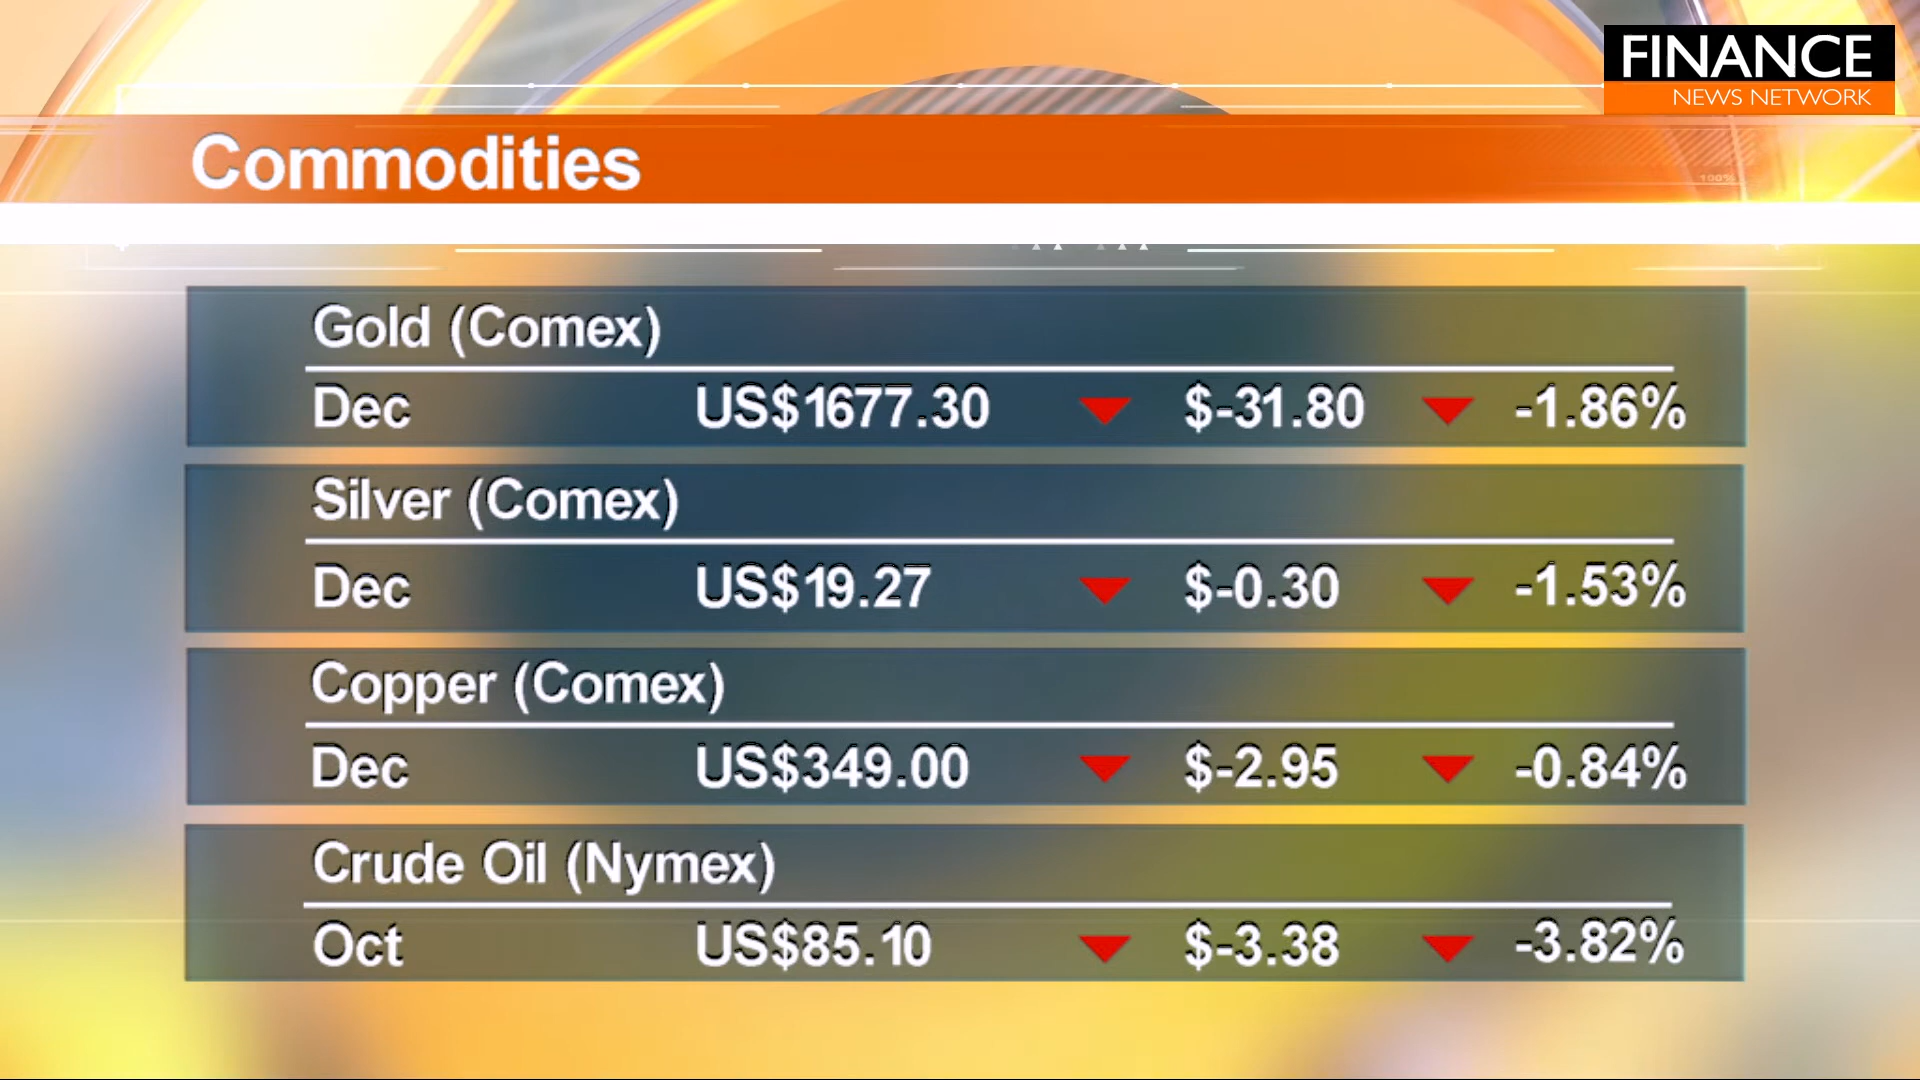 FINANCE
NEWS NETWORK
Commodities
100%
Gold (Comex)
Dec US$1677.30 $-31.80 -1.86%
Silver (Comex)
Dec US$19.27 $-0.30 -1.53%
Copper (Comex)
Dec US$349.00 $-2.95 -0.84%
Crude Oil (Nymex)
Oct US$85.10 $-3.38 -3.82%